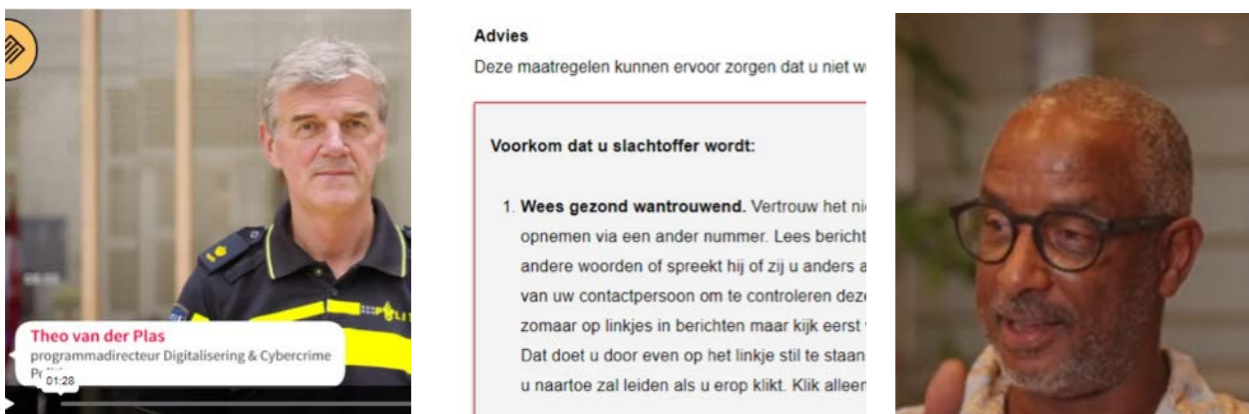 Theo van der Plas
programmadirecteur Digitalisering & Cybercrime
01:28
Advies
Deze maatregelen kunnen ervoor zorgen dat u niet
Voorkom dat u slachtoffer wordt:
1. Wees gezond wantrouwend. Vertrouw het
opnemen via een ander nummer. Lees bericht
andere woorden of spreekt hij of zij u anders a
van uw contactpersoon om te controleren
zomaar op linkjes in berichten maar kijk eerst
Dat doet u door even op het linkje stil te staan
u naartoe zal leiden als u erop klikt. Klik alleen